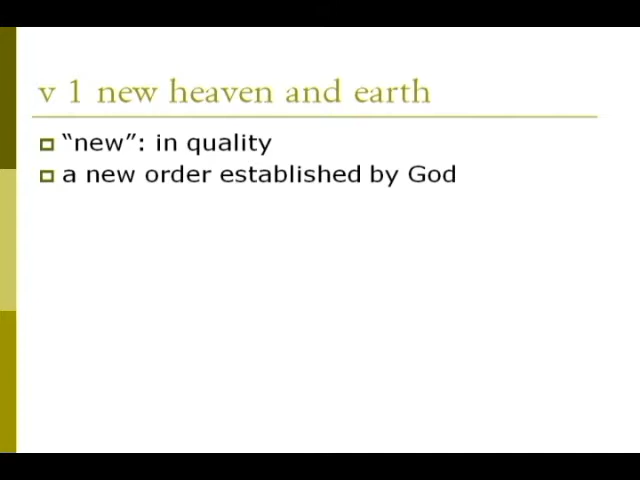 v 1 new heaven and earth
“new”: in quality
a new order established by God